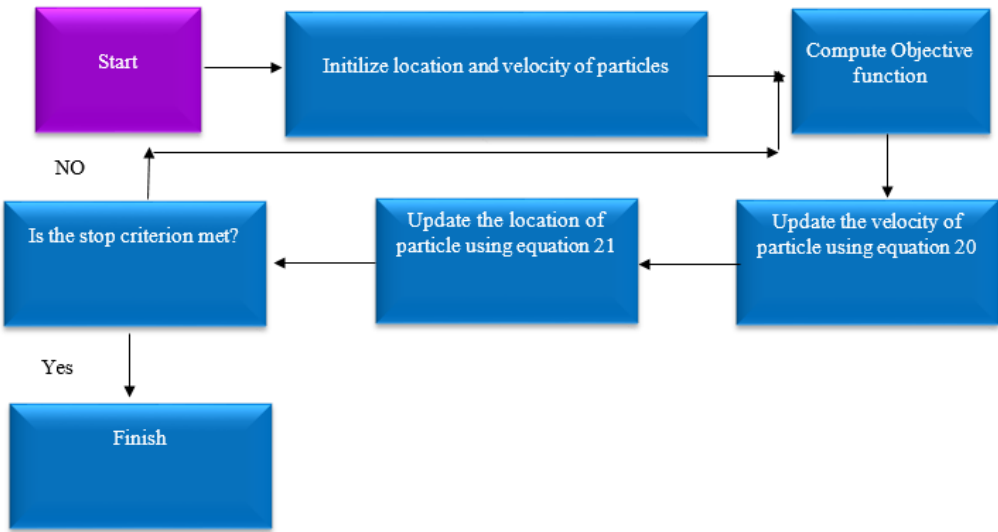 Start
Initilize location and velocity of particles
Compute Objective
function
Update the velocity of
particle using equation 20
Update the location of
particle using equation 21
Is the stop criterion met?
NO
Yes
Finish